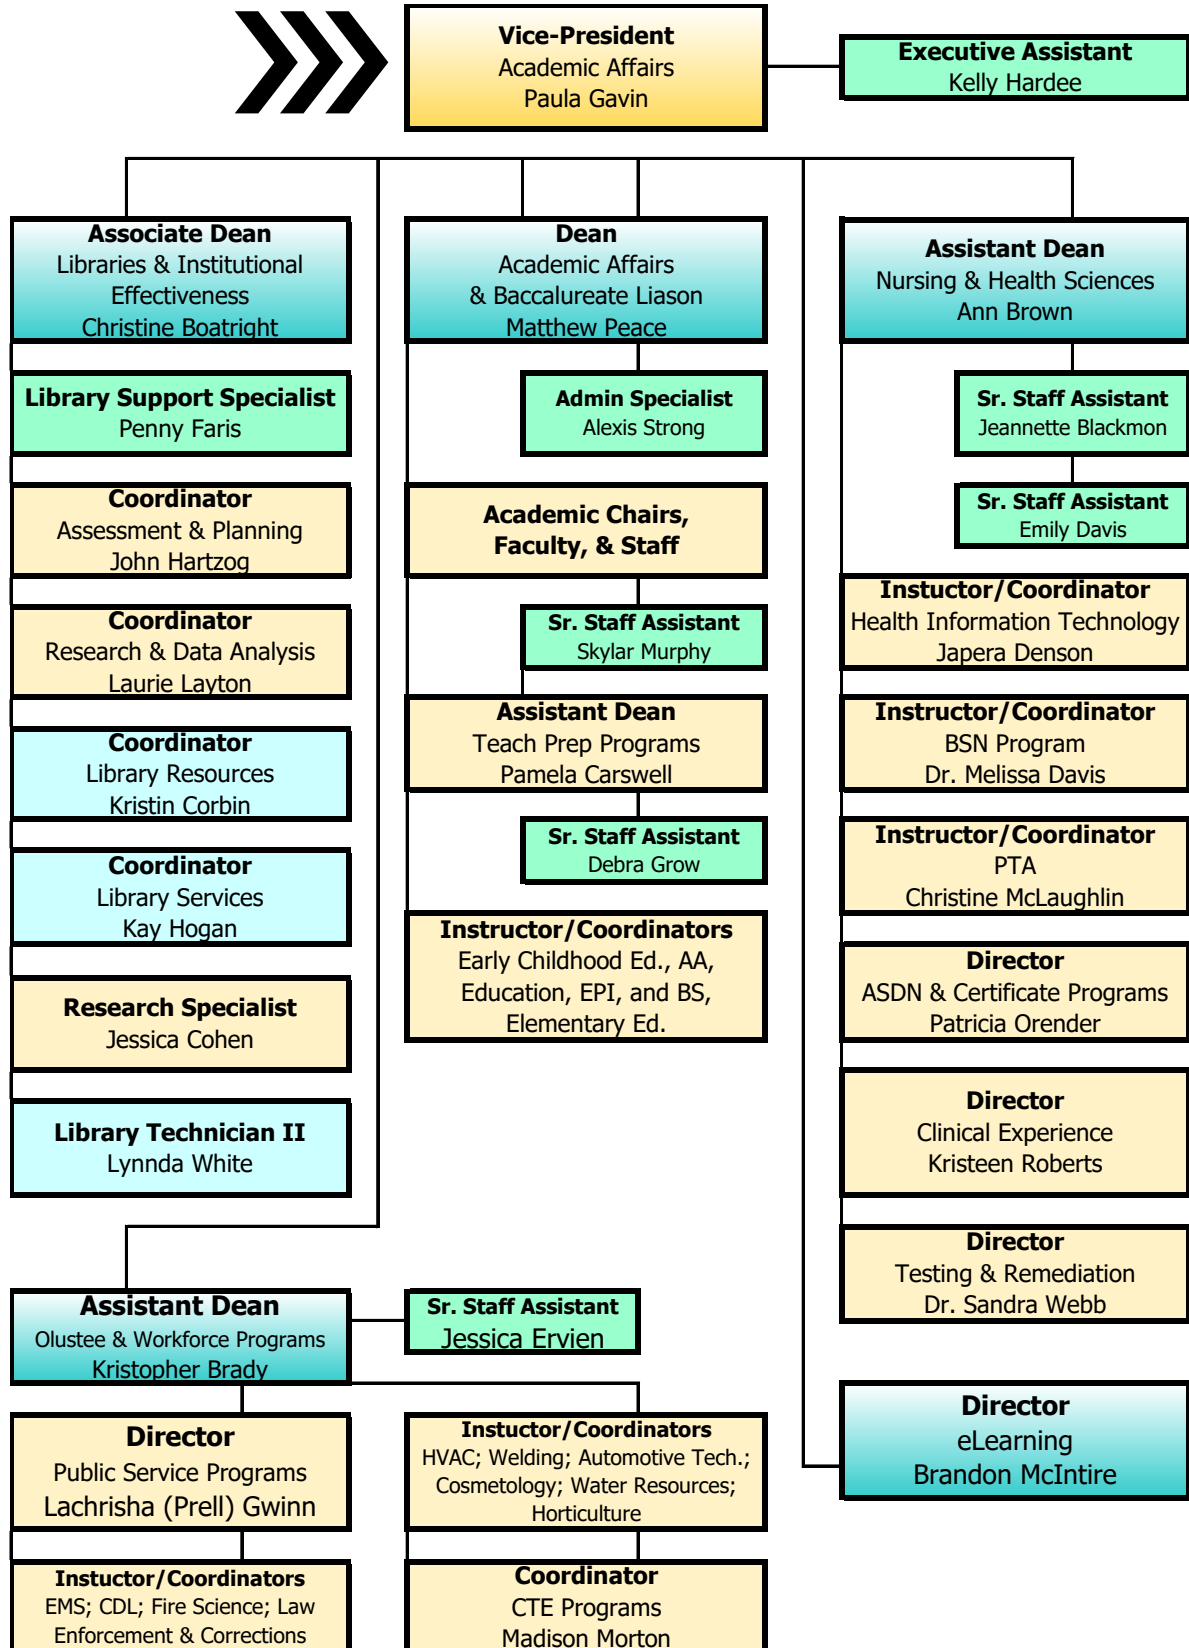 Vice-President
Academic Affairs
Paula Gavin
Executive Assistant
Kelly Hardee
Associate Dean
Libraries & Institutional
Effectiveness
Christine Boatright
Library Support Specialist
Penny Faris
Coordinator
Assessment & Planning
John Hartzog
Coordinator
Research & Data Analysis
Laurie Layton
Coordinator
Library Resources
Kristin Corbin
Coordinator
Library Services
Kay Hogan
Research Specialist
Jessica Cohen
Library Technician II
Lynnda White
Dean
Academic Affairs
& Baccalureate Liason
Matthew Peace
Admin Specialist
Alexis Strong
Academic Chairs,
Faculty, & Staff
Sr. Staff Assistant
Skylar Murphy
Assistant Dean
Teach Prep Programs
Pamela Carswell
Sr. Staff Assistant
Debra Grow
Instructor/Coordinators
Early Childhood Ed., AA,
Education, EPI, and BS,
Elementary Ed.
Assistant Dean
Nursing & Health Sciences
Ann Brown
Sr. Staff Assistant
Jeannette Blackmon
Sr. Staff Assistant
Emily Davis
Instuctor/Coordinator
Health Information Technology
Japera Denson
Instructor/Coordinator
BSN Program
Dr. Melissa Davis
Instructor/Coordinator
PTA
Christine McLaughlin
Director
ASDN & Certificate Programs
Patricia Orender
Director
Clinical Experience
Kristeen Roberts
Director
Testing & Remediation
Dr. Sandra Webb
Assistant Dean
Olustee & Workforce Programs
Kristopher Brady
Sr. Staff Assistant
Jessica Ervien
Director
Public Service Programs
Lachrisha (Prell) Gwinn
Instuctor/Coordinators
EMS; CDL; Fire Science; Law
Enforcement & Corrections
Instuctor/Coordinators
HVAC; Welding; Automotive Tech.;
Cosmetology; Water Resources;
Horticulture
Coordinator
CTE Programs
Madison Morton
Director
eLearning
Brandon McIntire